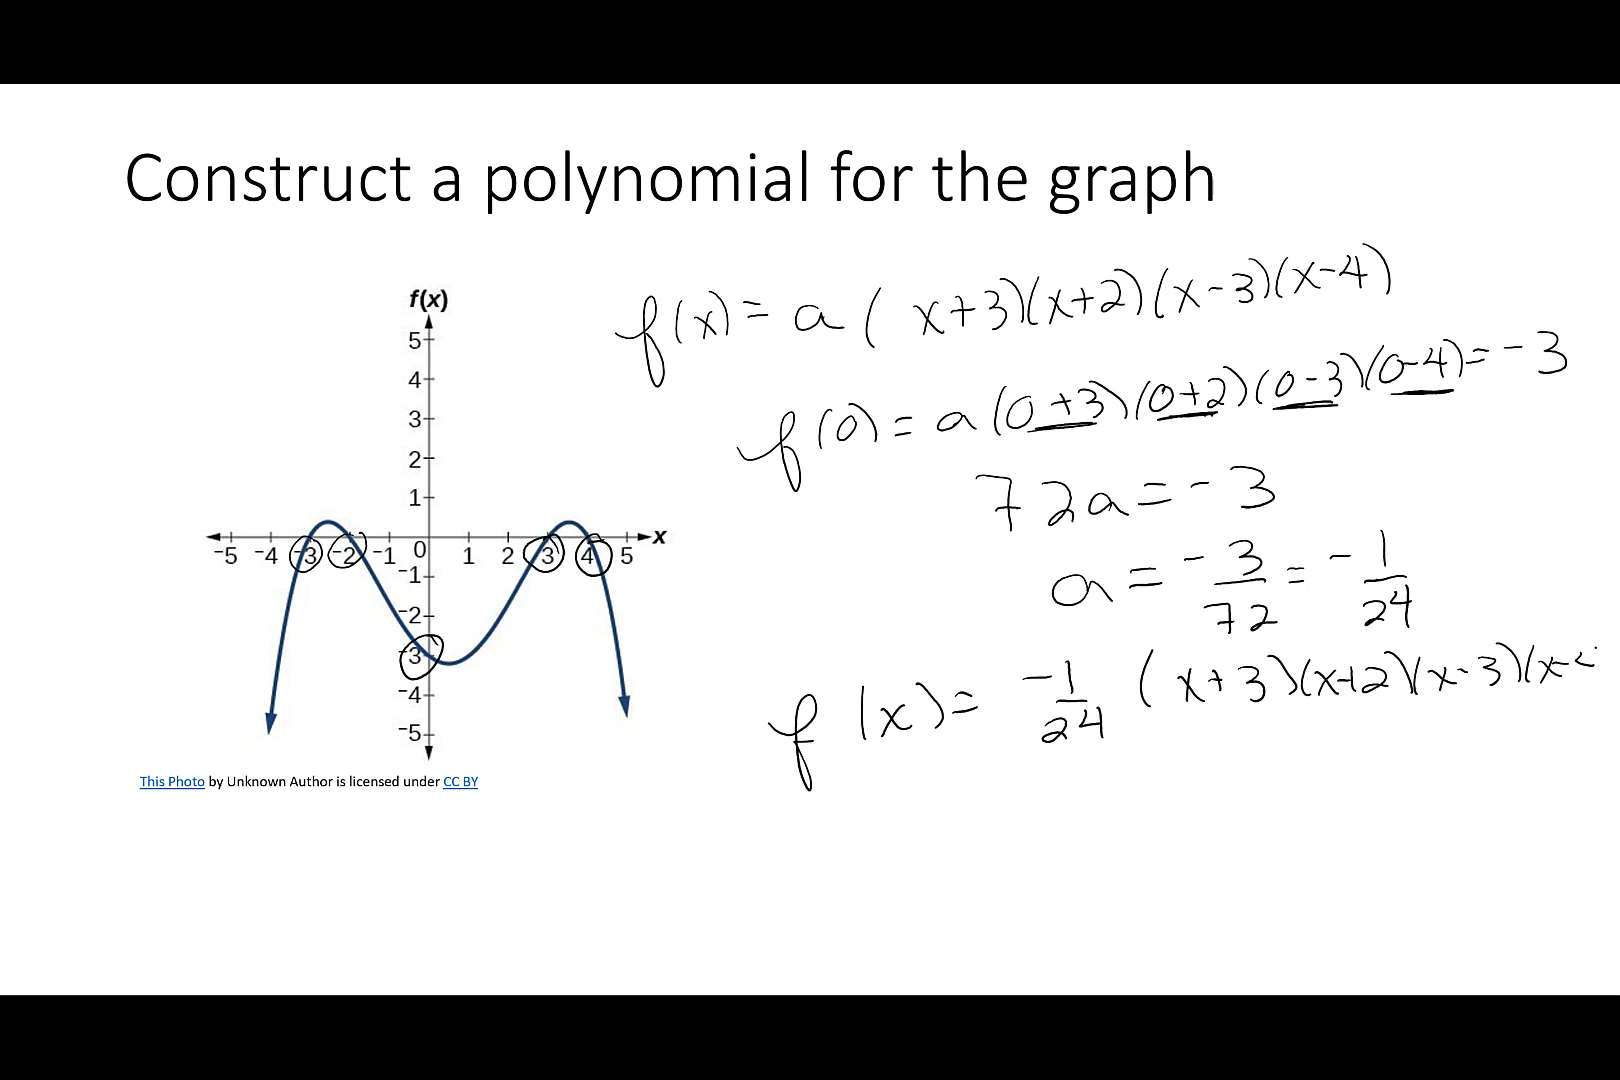 Construct a polynomial for the graph
f(x) = a ( x+3)(x+2)(x-3)(x-4)
f(0) = a(0+3)(0+2)(0-3)(0-4) = -3
72a = -3
a = -3/72 = -1/24
f(x) = -1/24 (x+3)(x+2)(x-3)(x-
f(x)
5
4
3
2
1
-5 -4 -3 -2 -1 0 1 2 3 4 5 x
-1
-2
-3
-4
-5
This Photo by Unknown Author is licensed under CC BY